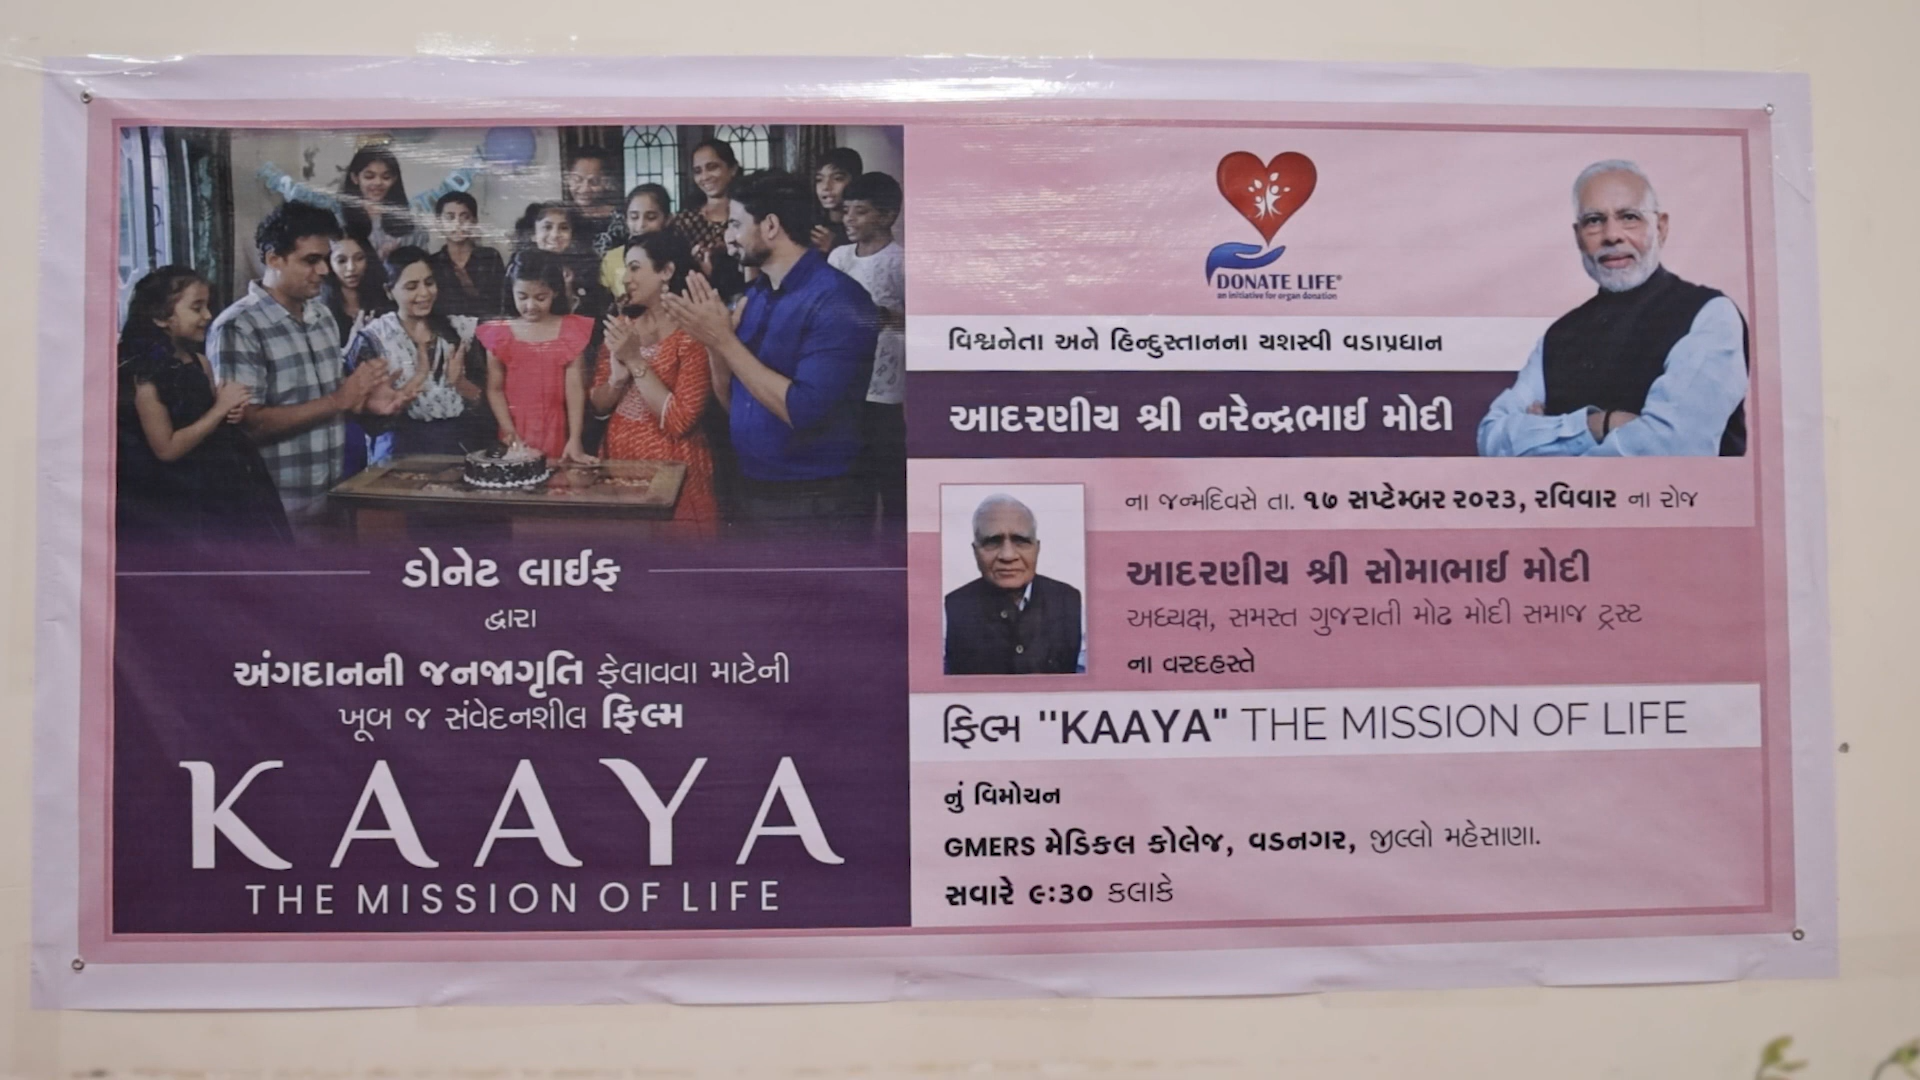 ડોનેટ લાઈફ
દ્વારા
અંગદાનની જનજાગૃતિ ફેલાવવા માટેની
ખૂબ જ સંવેદનશીલ ફિલ્મ
KAAYA
THE MISSION OF LIFE
DONATE LIFE®
an initiative for organ donation
વિશ્વનેતા અને હિન્દુસ્તાનના યશસ્વી વડાપ્રધાન
આદરણીય શ્રી નરેન્દ્રભાઈ મોદી
ના જન્મદિવસે તા. ૧૭ સપ્ટેમ્બર ૨૦૨૩, રવિવાર ના રોજ
આદરણીય શ્રી સોમાભાઈ મોદી
અધ્યક્ષ, સમસ્ત ગુજરાતી મોઢ મોદી સમાજ ટ્રસ્ટ
ના વરદહસ્તે
ફિલ્મ "KAAYA" THE MISSION OF LIFE
નું વિમોચન
GMERS મેડિકલ કોલેજ, વડનગર, જીલ્લો મહેસાણા.
સવારે ૯:૩૦ કલાકે